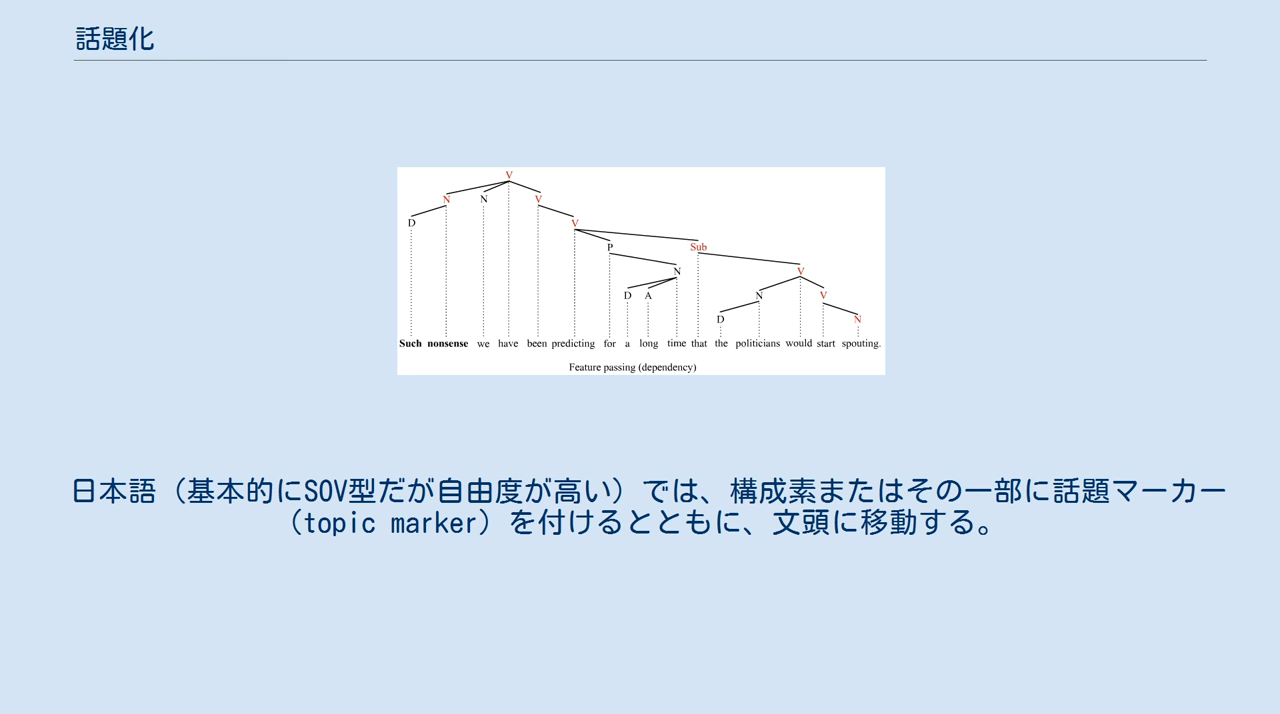 話題化
V
N N V
D V
P Sub
N V
D A N V
D N
Such nonsense we have been predicting for a long time that the politicians would start spouting.
Feature passing (dependency)
日本語（基本的にSOV型だが自由度が高い）では、構成素またはその一部に話題マーカー
（topic marker）を付けるとともに、文頭に移動する。